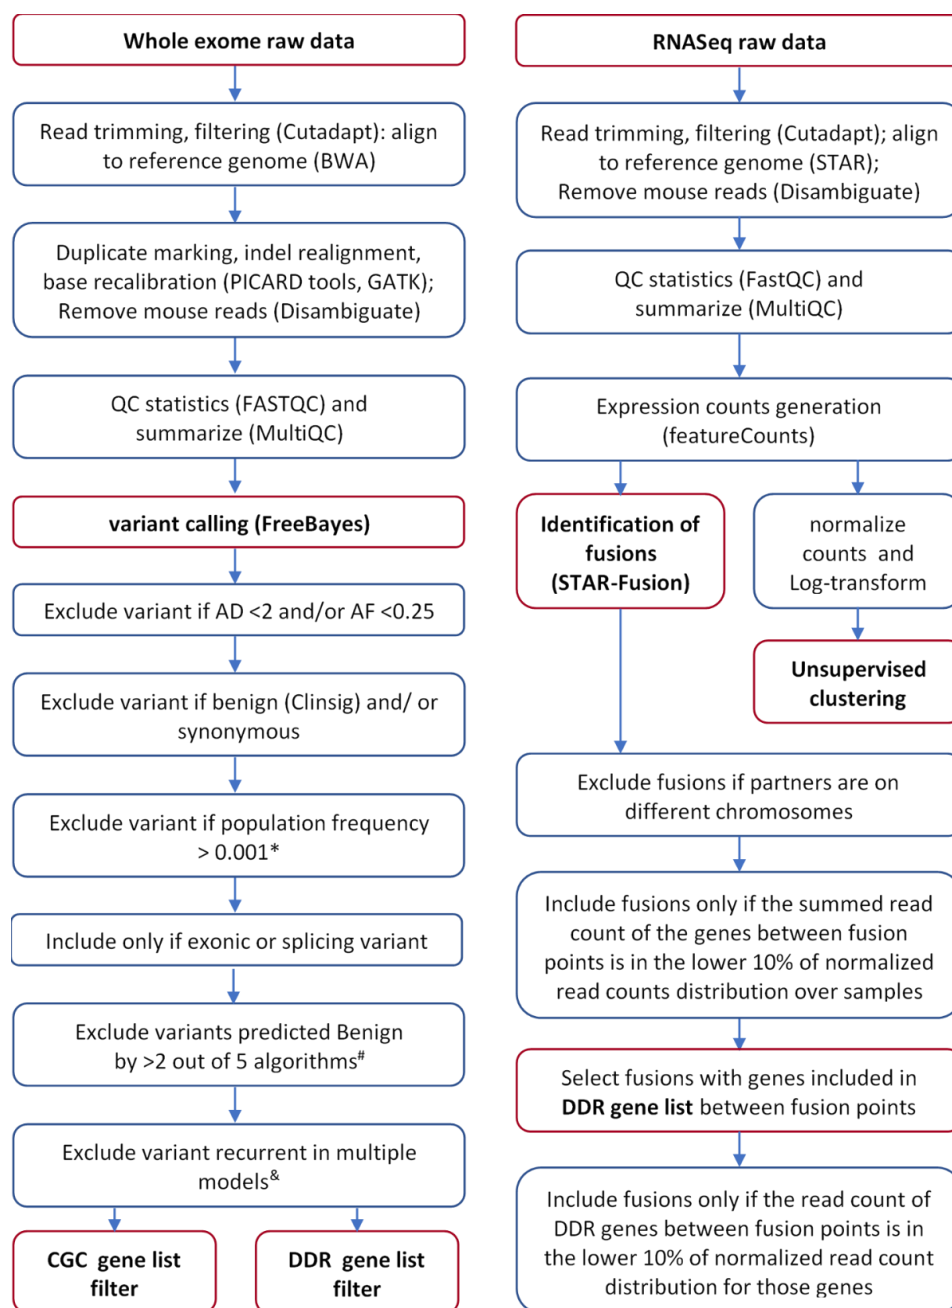 Whole exome raw data
Read trimming, filtering (Cutadapt): align
to reference genome (BWA)
Duplicate marking, indel realignment,
base recalibration (PICARD tools, GATK);
Remove mouse reads (Disambiguate)
QC statistics (FASTQC) and
summarize (MultiQC)
variant calling (FreeBayes)
Exclude variant if AD <2 and/or AF <0.25
Exclude variant if benign (Clinsig) and/ or
synonymous
Exclude variant if population frequency
> 0.001*
Include only if exonic or splicing variant
Exclude variants predicted Benign
by >2 out of 5 algorithms#
Exclude variant recurrent in multiple
models&
CGC gene list
filter
DDR gene list
filter
RNASeq raw data
Read trimming, filtering (Cutadapt); align
to reference genome (STAR);
Remove mouse reads (Disambiguate)
QC statistics (FastQC) and
summarize (MultiQC)
Expression counts generation
(featureCounts)
Identification of
fusions
(STAR-Fusion)
normalize
counts and
Log-transform
Unsupervised
clustering
Exclude fusions if partners are on
different chromosomes
Include fusions only if the summed read
count of the genes between fusion
points is in the lower 10% of normalized
read counts distribution over samples
Select fusions with genes included in
DDR gene list between fusion points
Include fusions only if the read count of
DDR genes between fusion points is in
the lower 10% of normalized read count
distribution for those genes